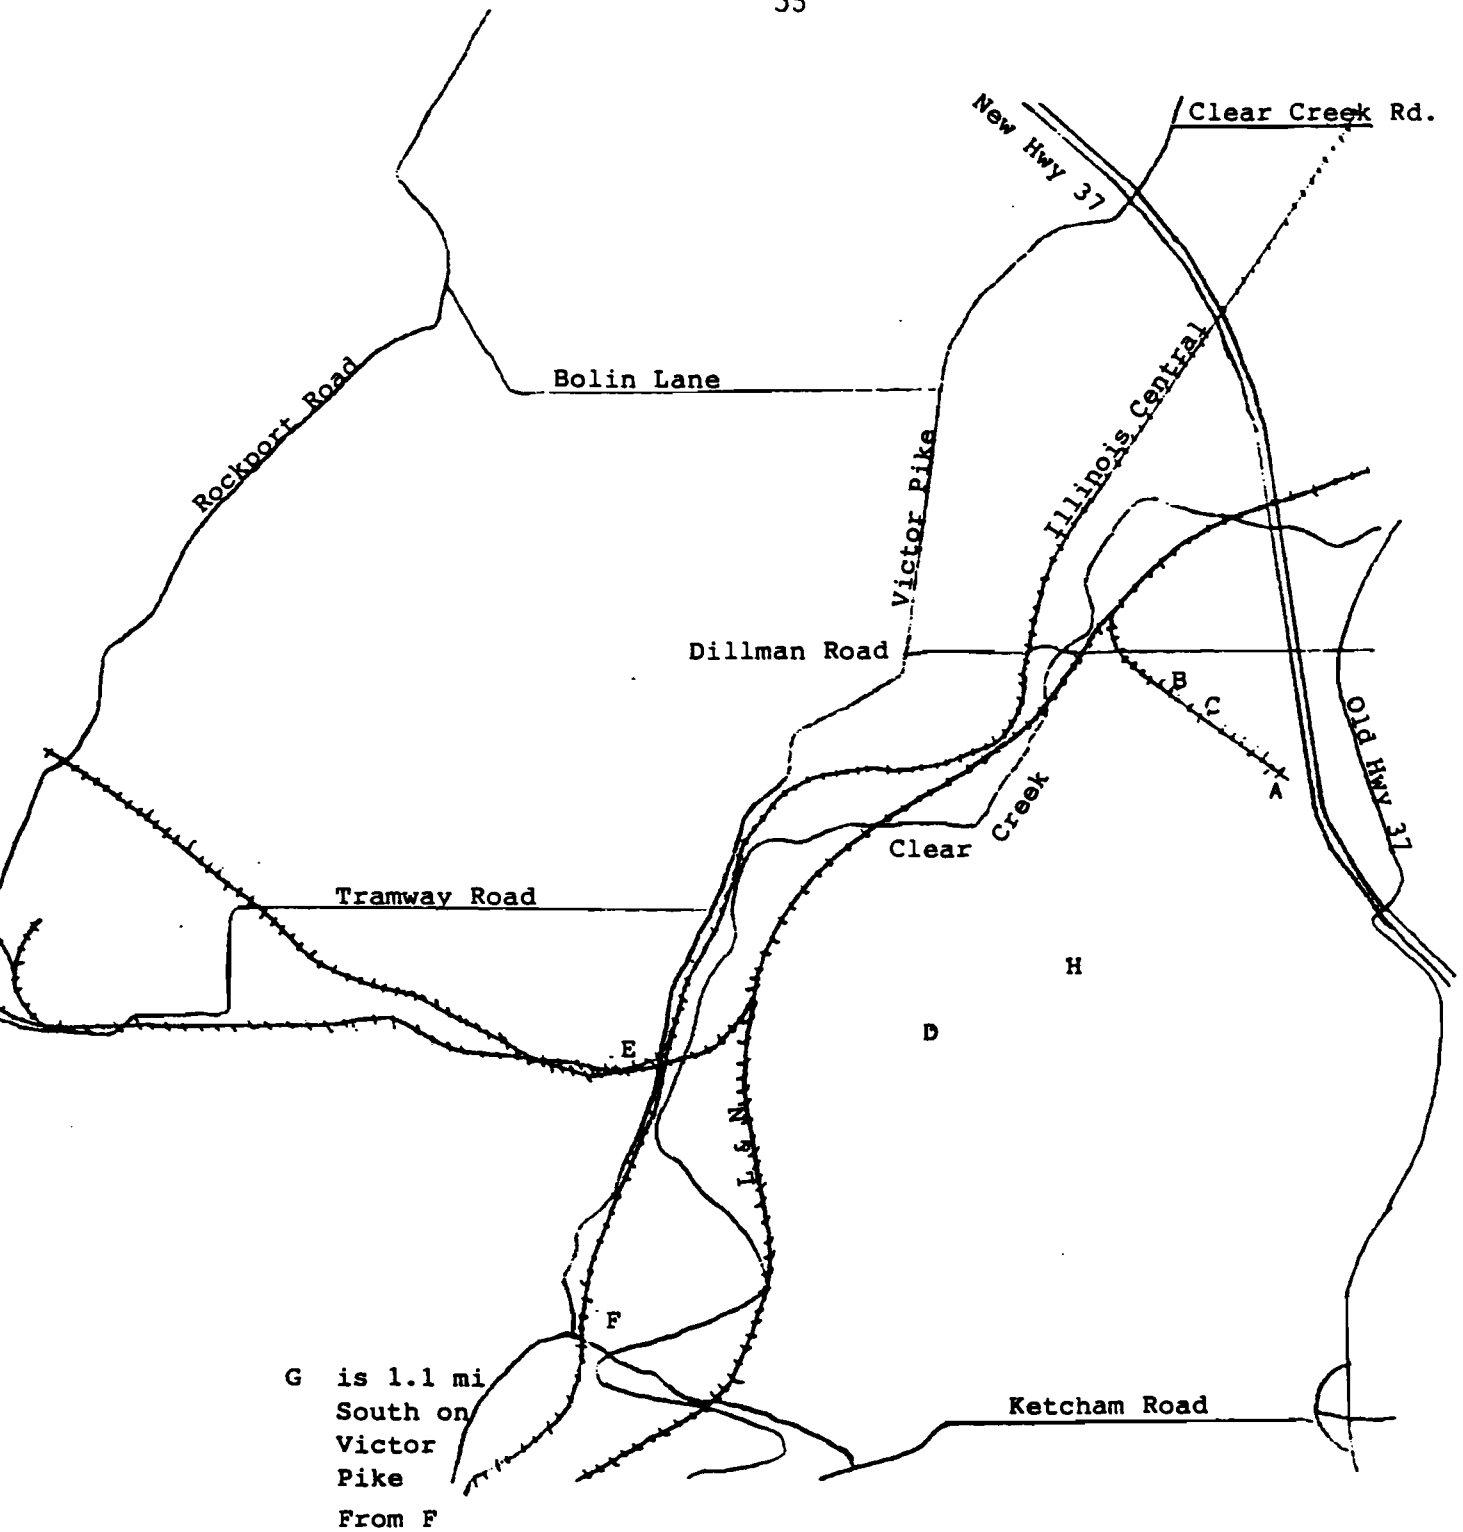 55
Clear Creek Rd.
New Hwy 37
Illinois Central
Rockport Road
Bolin Lane
Victor Pike
Dillman Road
B
C
Old Hwy 37
A
Creek
Clear
Tramway Road
H
D
E
L & N
F
G is 1.1 mi
South on
Victor
Pike
From F
Ketcham Road